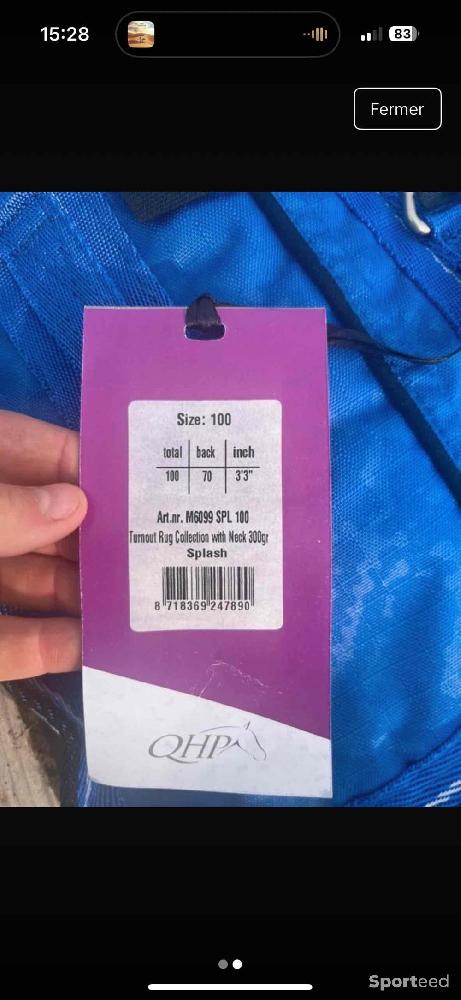 15:28
83
Fermer
Size: 100
total back inch
100 70 3'3"
Art.nr. M6099 SPL 100
Turnout Rug Collection with Neck 300gr
Splash
8 718369 247890
QHP
Sporteed